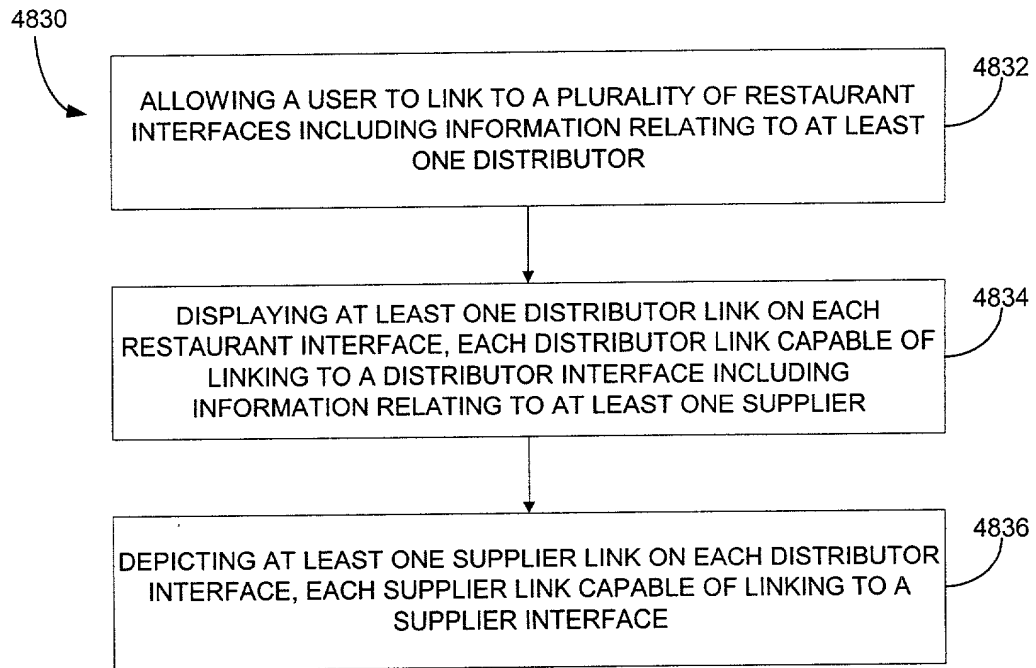 4830
4832
ALLOWING A USER TO LINK TO A PLURALITY OF RESTAURANT
INTERFACES INCLUDING INFORMATION RELATING TO AT LEAST
ONE DISTRIBUTOR
4834
DISPLAYING AT LEAST ONE DISTRIBUTOR LINK ON EACH
RESTAURANT INTERFACE, EACH DISTRIBUTOR LINK CAPABLE OF
LINKING TO A DISTRIBUTOR INTERFACE INCLUDING
INFORMATION RELATING TO AT LEAST ONE SUPPLIER
4836
DEPICTING AT LEAST ONE SUPPLIER LINK ON EACH DISTRIBUTOR
INTERFACE, EACH SUPPLIER LINK CAPABLE OF LINKING TO A
SUPPLIER INTERFACE